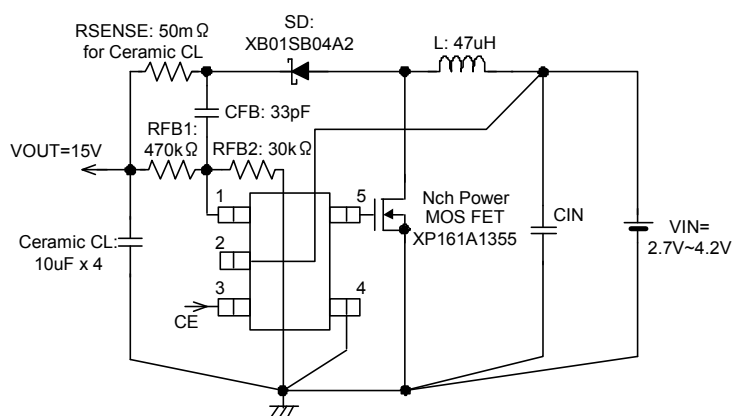 RSENSE: 50mΩ
for Ceramic CL
SD:
XB01SB04A2
L: 47uH
CFB: 33pF
RFB1:
470kΩ
RFB2: 30kΩ
VOUT=15V
1
2
3
CE
5
4
Nch Power
MOS FET
XP161A1355
CIN
VIN=
2.7V~4.2V
Ceramic CL:
10uF x 4